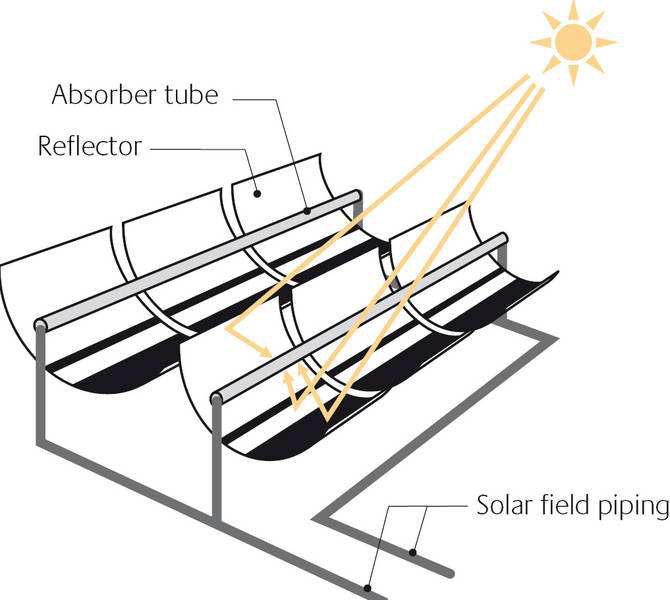 Absorber tube
Reflector
Solar field piping